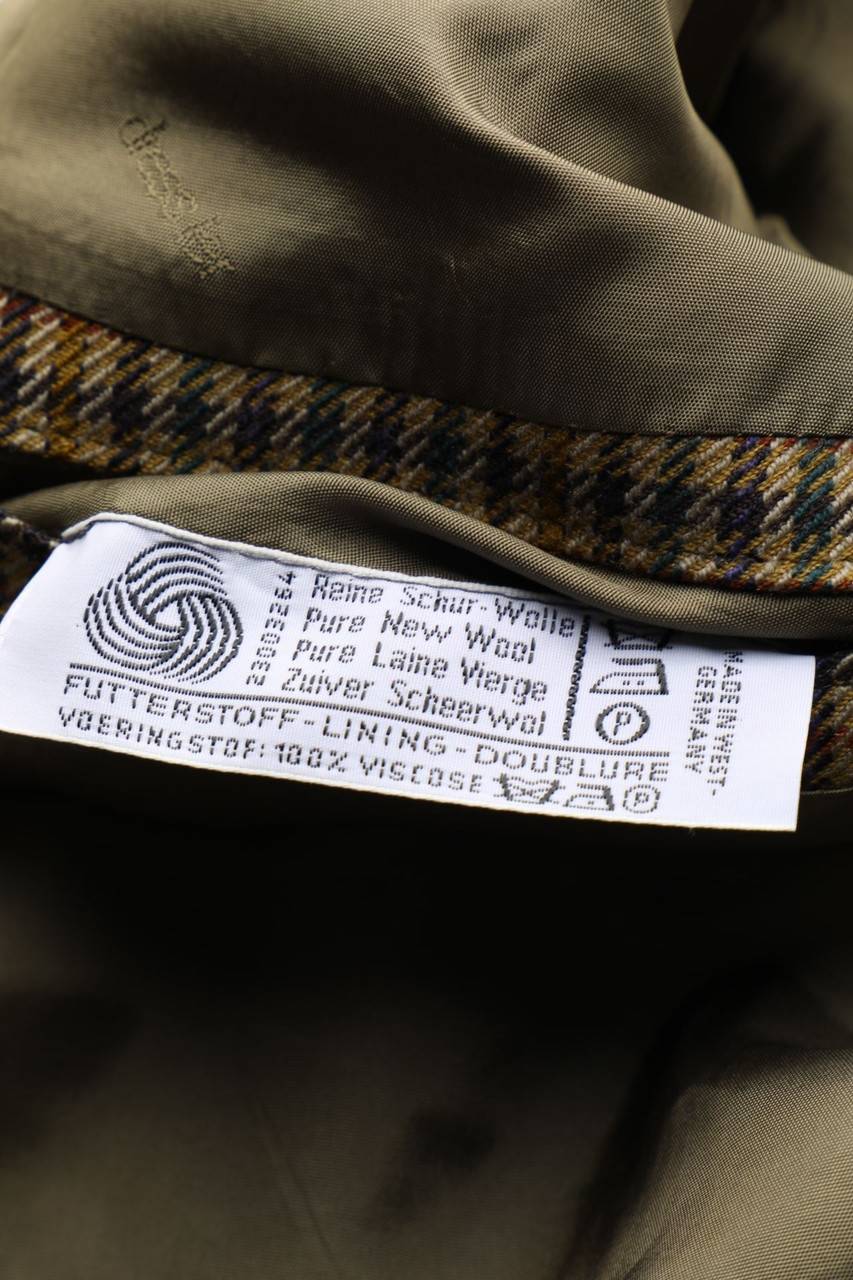 Reine Schur-Wolle
Pure New Wool
Pure Laine Vierge
Zuiver Scheerwol
FUTTERSTOFF-LINING-DOUBLURE
VOERINGSTOF: 100% VISCOSE
P
P
MADE IN WEST-
GERMANY